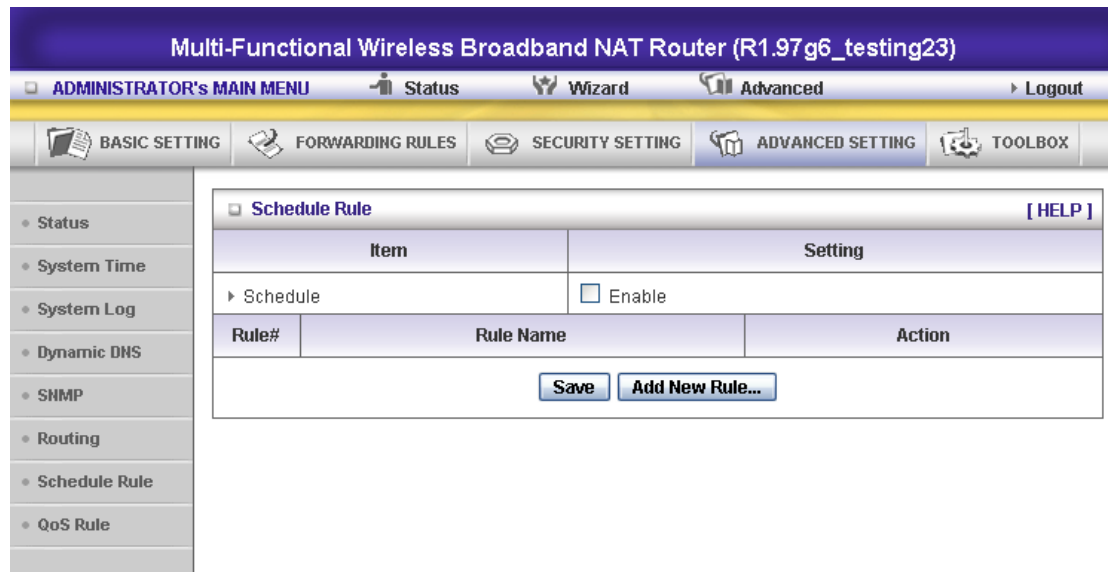 Multi-Functional Wireless Broadband NAT Router (R1.97g6_testing23)
ADMINISTRATOR's MAIN MENU Status Wizard Advanced Logout
BASIC SETTING FORWARDING RULES SECURITY SETTING ADVANCED SETTING TOOLBOX
Status
System Time
System Log
Dynamic DNS
SNMP
Routing
Schedule Rule
QoS Rule
Schedule Rule [ HELP ]
Item Setting
Schedule Enable
Rule# Rule Name Action
Save Add New Rule...